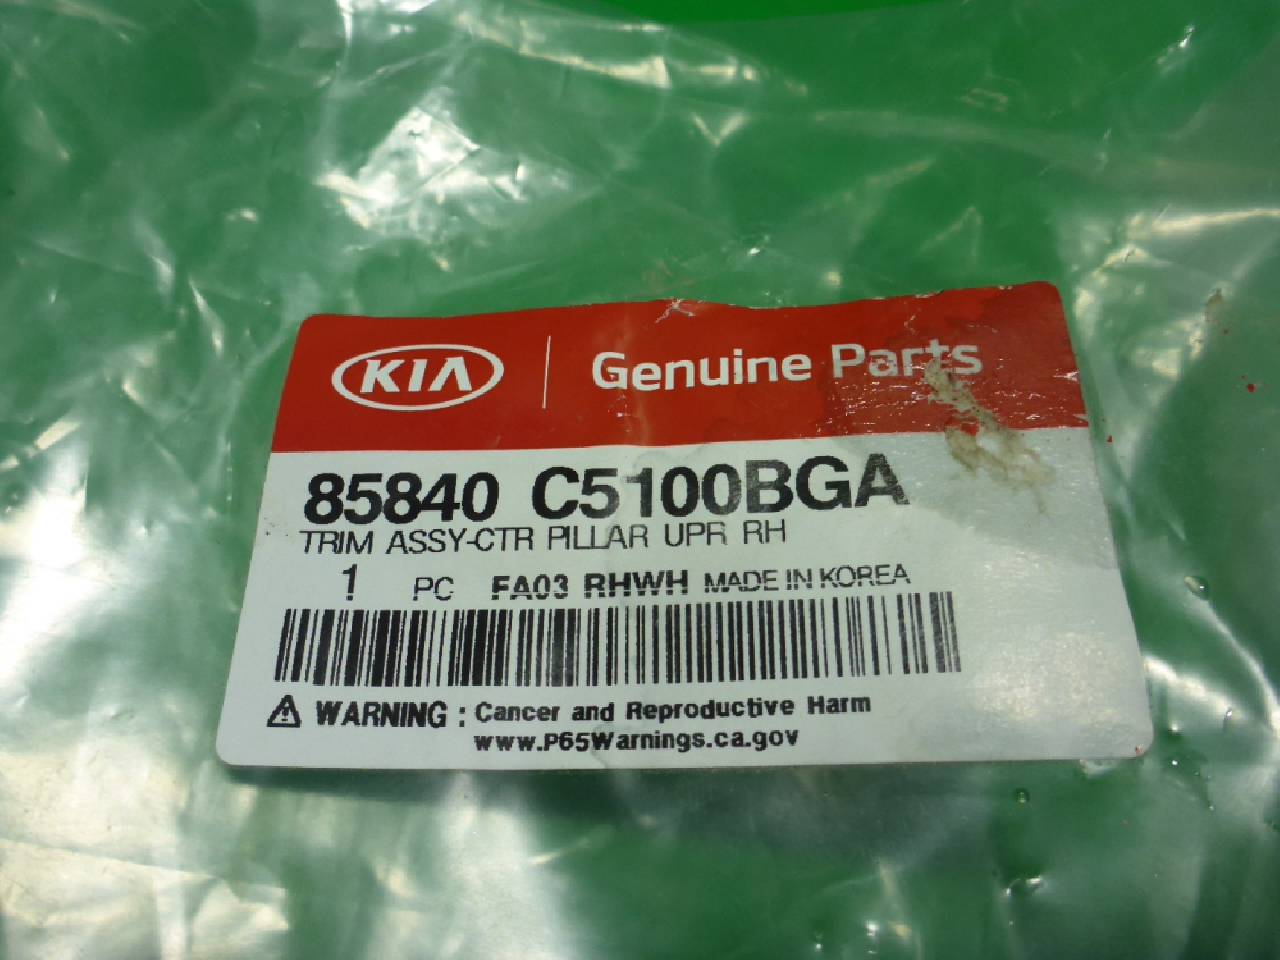 KIA Genuine Parts
85840 C5100BGA
TRIM ASSY-CTR PILLAR UPR RH
1 PC FA03 RHWH MADE IN KOREA
WARNING : Cancer and Reproductive Harm
www.P65Warnings.ca.gov